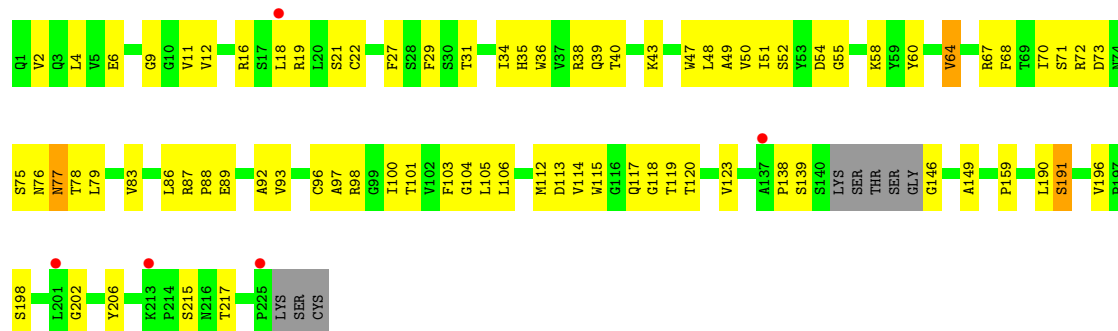 Q1 V2 Q3 L4 V5 E6 G9 G10 V11 V12 R16 S17 L18 R19 L20 S21 C22 F27 S28 F29 S30 T31 I34 H35 W36 V37 R38 Q39 T40 K43 W47 L48 A49 V50 I51 S52 Y53 D54 G55 K58 Y59 Y60 V64 R67 F68 T69 I70 S71 R72 D73 N74
S75 N76 N77 T78 L79 V83 L86 R87 P88 E89 A92 V93 C96 A97 R98 G99 I100 T101 V102 F103 G104 L105 L106 M112 D113 V114 W115 G116 Q117 G118 T119 T120 V123 A137 P138 S139 S140 LYS SER THR SER GLY G146 A149 P159 L190 S191 V196 P197
S198 L201 G202 Y206 K213 P214 S215 N216 T217 P225 LYS SER CYS